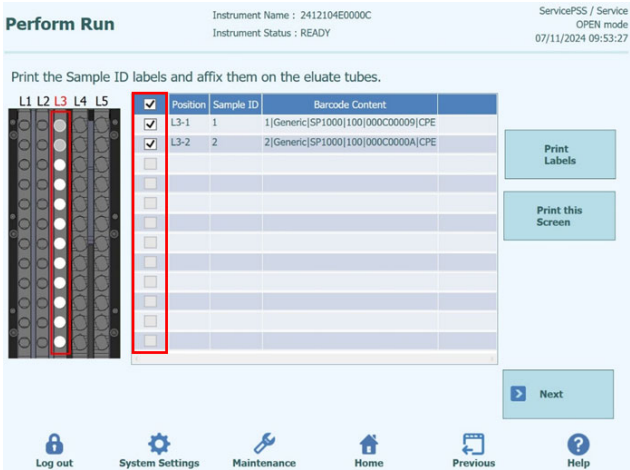 Perform Run
Instrument Name : 2412104E0000C
Instrument Status : READY
ServicePSS / Service
OPEN mode
07/11/2024 09:53:27
Print the Sample ID labels and affix them on the eluate tubes.
L1 L2 L3 L4 L5
Position Sample ID Barcode Content
L3-1 1 1|Generic|SP1000|100|000C00009|CPE
L3-2 2 2|Generic|SP1000|100|000C0000A|CPE
Print
Labels
Print this
Screen
Next
Log out System Settings Maintenance Home Previous Help